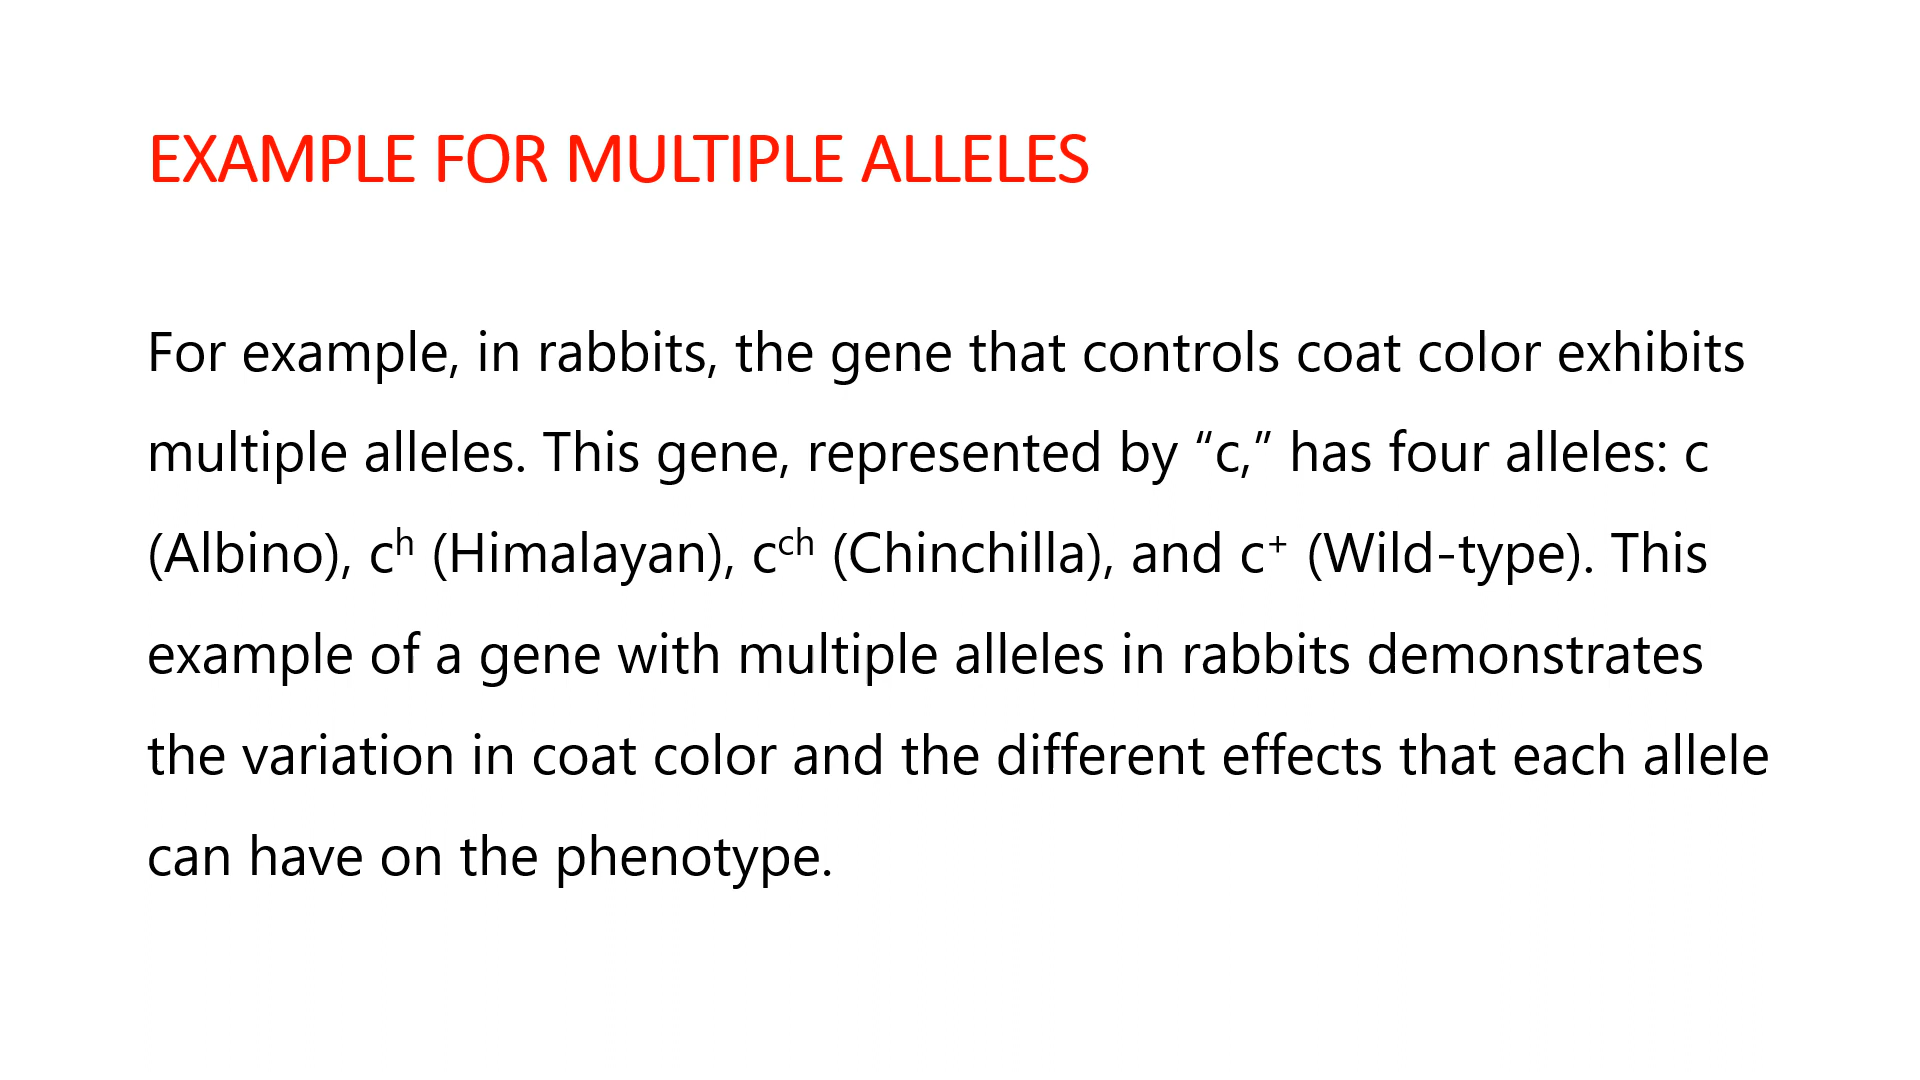 EXAMPLE FOR MULTIPLE ALLELES
For example, in rabbits, the gene that controls coat color exhibits
multiple alleles. This gene, represented by “c,” has four alleles: c
(Albino), cʰ (Himalayan), cᶜʰ (Chinchilla), and c⁺ (Wild-type). This
example of a gene with multiple alleles in rabbits demonstrates
the variation in coat color and the different effects that each allele
can have on the phenotype.